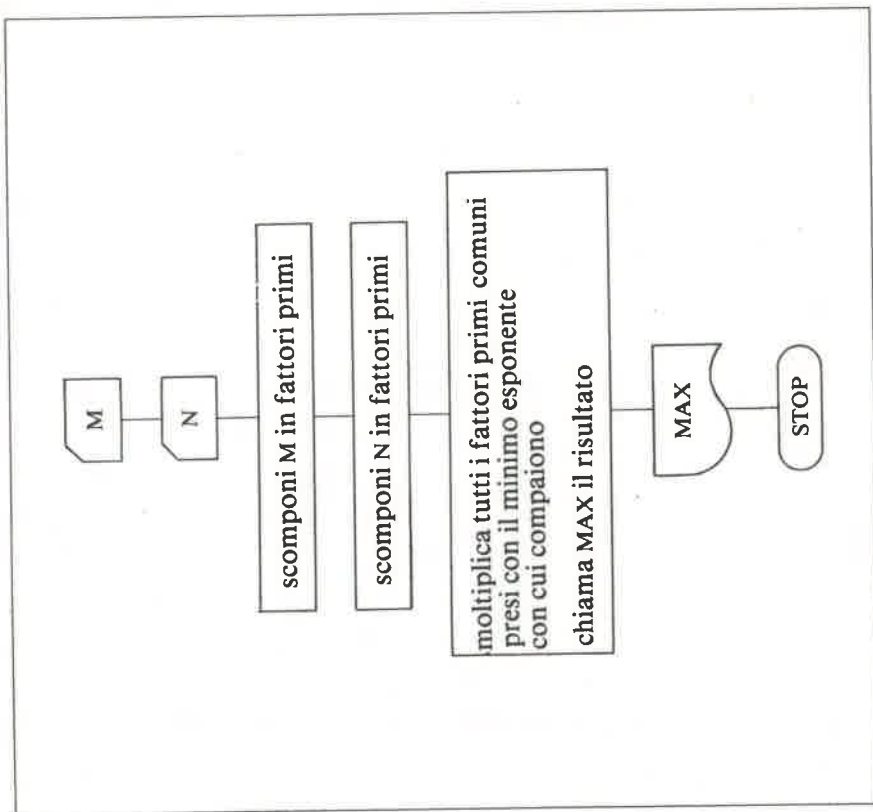 M
N
scomponi M in fattori primi
scomponi N in fattori primi
moltiplica tutti i fattori primi comuni
presi con il minimo esponente
con cui compaiono
chiama MAX il risultato
MAX
STOP